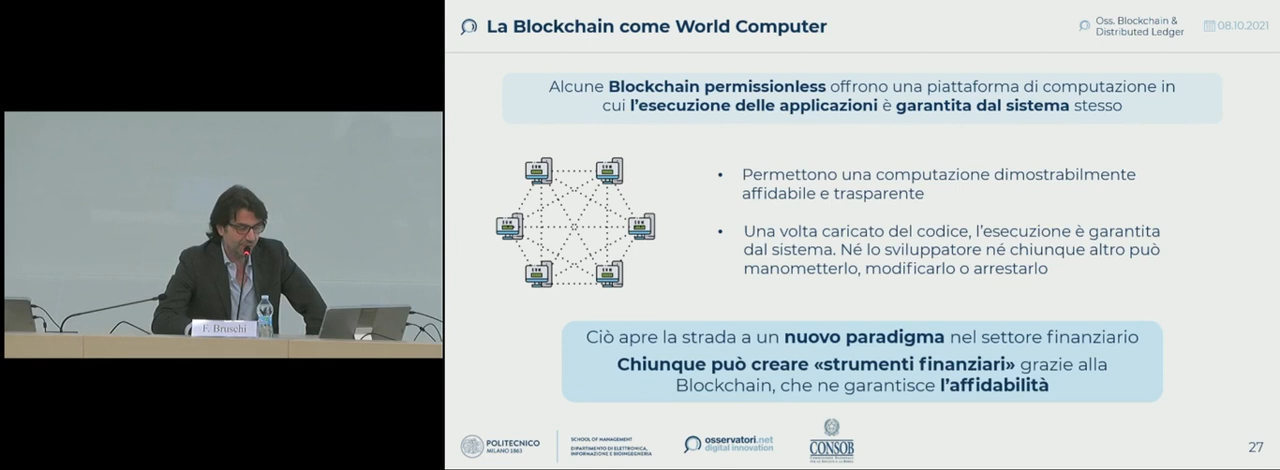 La Blockchain come World Computer
Oss. Blockchain &
Distributed Ledger
08.10.2021
Alcune Blockchain permissionless offrono una piattaforma di computazione in
cui l'esecuzione delle applicazioni è garantita dal sistema stesso
• Permettono una computazione dimostrabilmente
affidabile e trasparente
• Una volta caricato del codice, l'esecuzione è garantita
dal sistema. Né lo sviluppatore né chiunque altro può
manometterlo, modificarlo o arrestarlo
Ciò apre la strada a un nuovo paradigma nel settore finanziario
Chiunque può creare «strumenti finanziari» grazie alla
Blockchain, che ne garantisce l'affidabilità
F. Bruschi
POLITECNICO
MILANO 1863
SCHOOL OF MANAGEMENT
DIPARTIMENTO DI ELETTRONICA,
INFORMAZIONE E BIOINGEGNERIA
osservatori.net
digital innovation
CONSOB
27